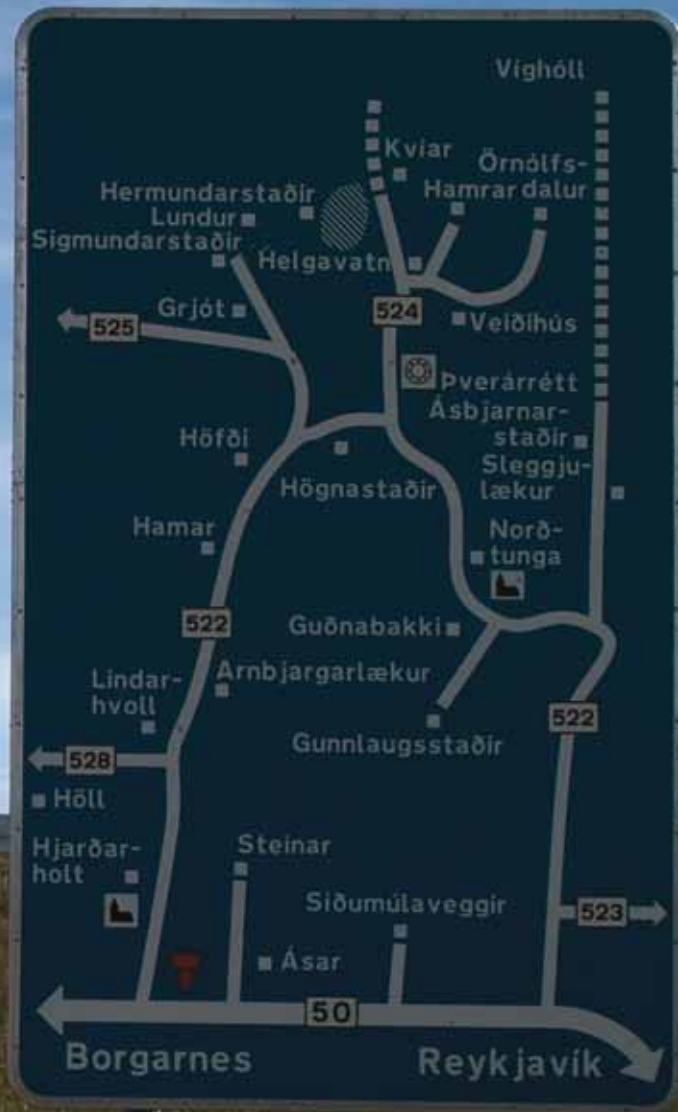 Víghóll
Kvíar
Örnólfs-
dalur
Hamrar
Hermundarstaðir
Lundur
Sigmundarstaðir
Helgavatn
Grjót
525
524
Veiðihús
Þverárrétt
Ásbjarnar-
staðir
Höfði
Sleggju-
lækur
Högnastaðir
Hamar
Norð-
tunga
522
Guðnabakki
Arnbjargarlækur
Lindar-
hvoll
522
Gunnlaugsstaðir
528
Höll
Steinar
Hjarðar-
holt
Síðumúlaveggir
523
Ásar
50
Borgarnes
Reykjavík